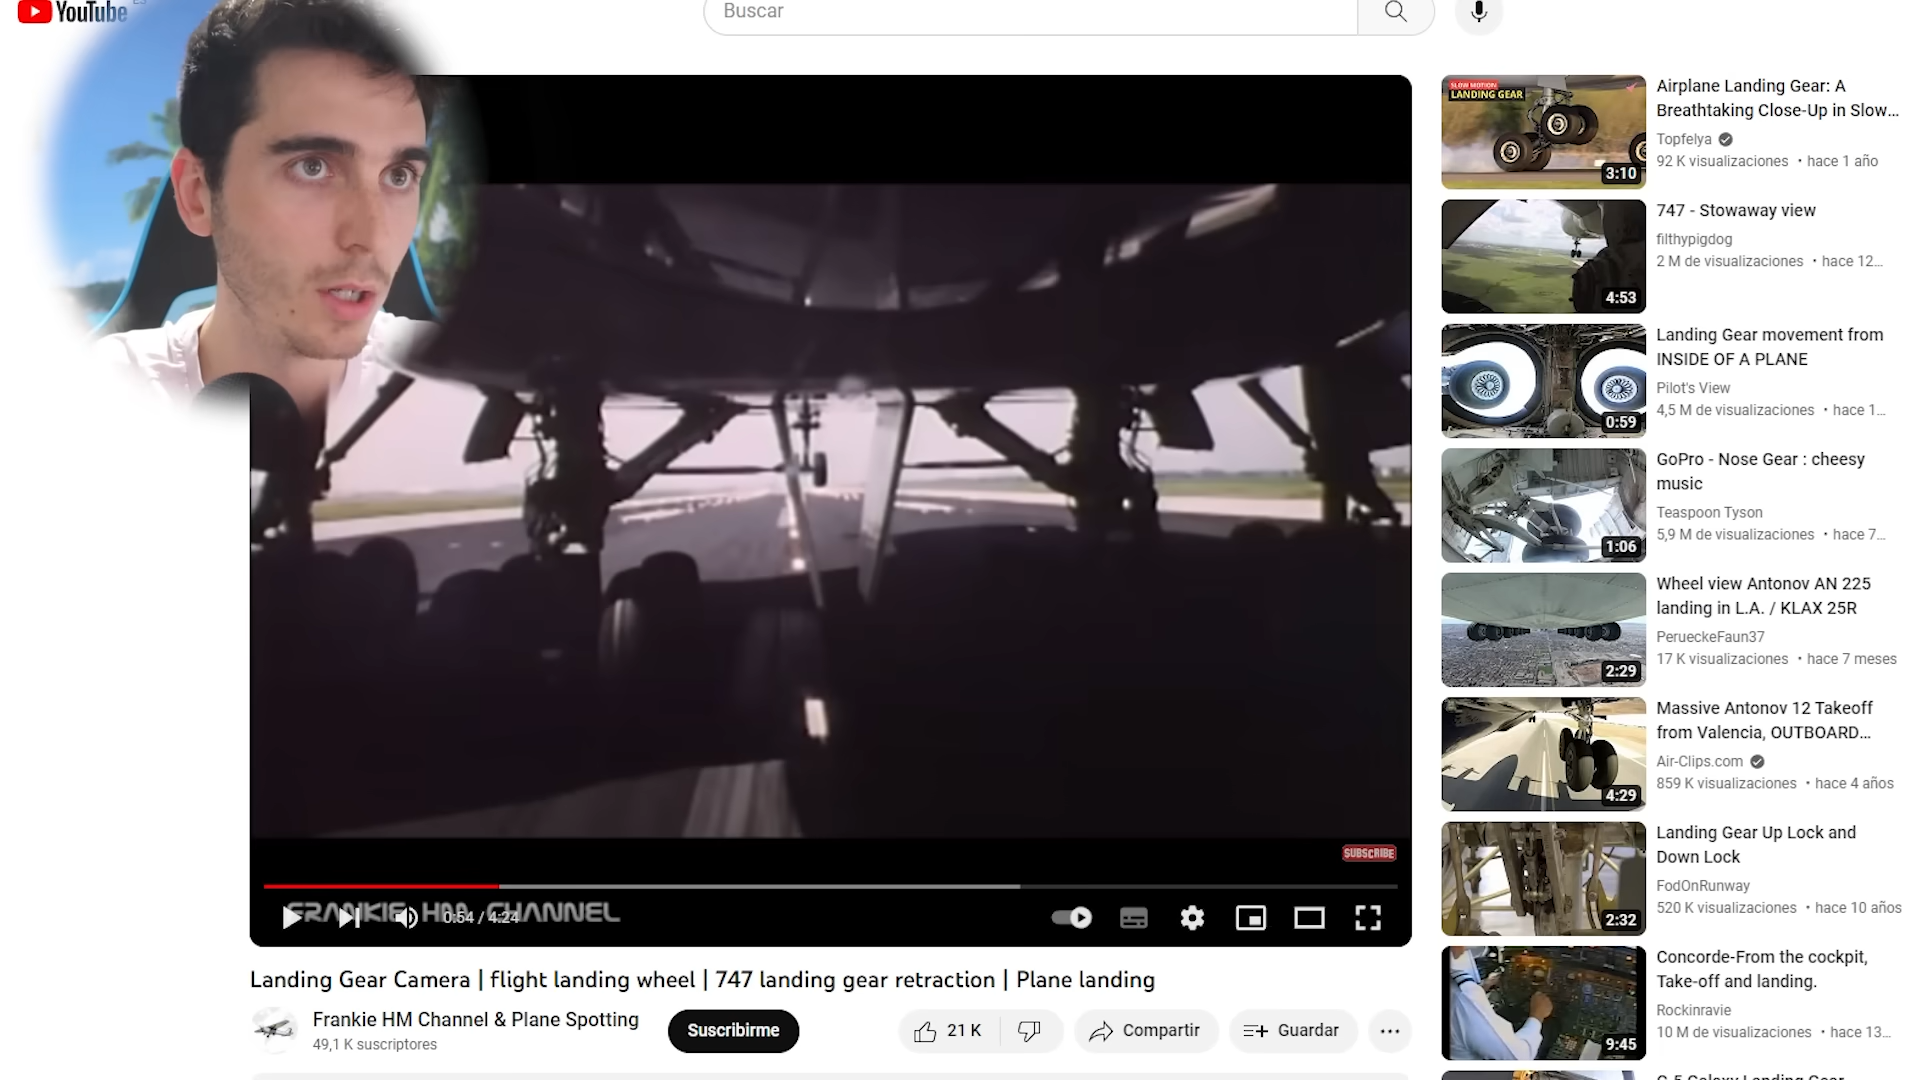 YouTube
ES
Buscar
SUBSCRIBE
FRANKIE HM CHANNEL
0:54 / 4:24
Landing Gear Camera | flight landing wheel | 747 landing gear retraction | Plane landing
Frankie HM Channel & Plane Spotting
49,1 K suscriptores
Suscribirme
21 K
Compartir
Guardar
SLOW MOTION
LANDING GEAR
3:10
Airplane Landing Gear: A
Breathtaking Close-Up in Slow...
Topfelya
92 K visualizaciones • hace 1 año
4:53
747 - Stowaway view
filthypigdog
2 M de visualizaciones • hace 12...
0:59
Landing Gear movement from
INSIDE OF A PLANE
Pilot's View
4,5 M de visualizaciones • hace 1...
1:06
GoPro - Nose Gear : cheesy
music
Teaspoon Tyson
5,9 M de visualizaciones • hace 7...
2:29
Wheel view Antonov AN 225
landing in L.A. / KLAX 25R
PerueckeFaun37
17 K visualizaciones • hace 7 meses
4:29
Massive Antonov 12 Takeoff
from Valencia, OUTBOARD...
Air-Clips.com
859 K visualizaciones • hace 4 años
2:32
Landing Gear Up Lock and
Down Lock
FodOnRunway
520 K visualizaciones • hace 10 años
9:45
Concorde-From the cockpit,
Take-off and landing.
Rockinravie
10 M de visualizaciones • hace 13...